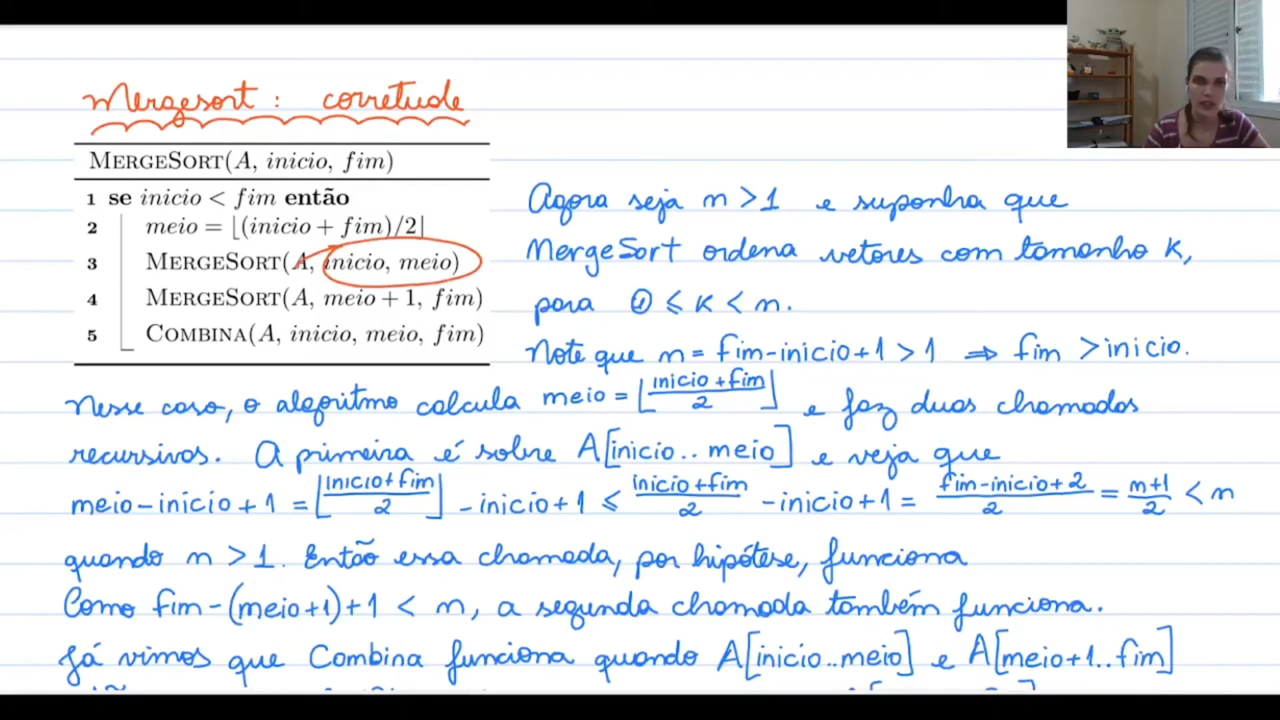 Mergesort: corretude
MERGESORT(A, inicio, fim)
1 se inicio < fim então
2 meio = ⌊(inicio + fim)/2⌋
3 MERGESORT(A, inicio, meio)
4 MERGESORT(A, meio + 1, fim)
5 COMBINA(A, inicio, meio, fim)
Agora seja n > 1 e suponha que
MergeSort ordena vetores com tamanho K,
para 1 ≤ K < n.
Note que n = fim-inicio+1 > 1 ⇒ fim > inicio.
Nesse caso, o algoritmo calcula meio = ⌊(inicio+fim)/2⌋ e faz duas chamadas
recursivas. A primeira é sobre A[inicio..meio] e veja que
meio-inicio+1 = ⌊(inicio+fim)/2⌋ - inicio+1 ≤ (inicio+fim)/2 - inicio+1 = (fim-inicio+2)/2 = (n+1)/2 < n
quando n > 1. Então essa chamada, por hipótese, funciona
Como fim-(meio+1)+1 < n, a segunda chamada também funciona.
Já vimos que Combina funciona quando A[inicio..meio] e A[meio+1..fim]